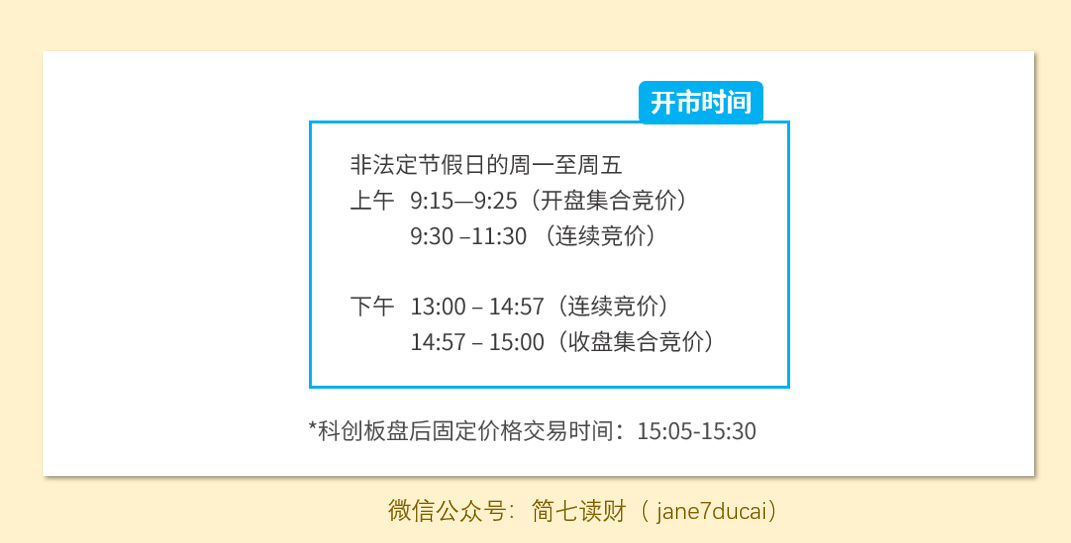 开市时间
非法定节假日的周一至周五
上午 9:15—9:25（开盘集合竞价）
9:30 –11:30 （连续竞价）
下午 13:00 – 14:57（连续竞价）
14:57 – 15:00（收盘集合竞价）
*科创板盘后固定价格交易时间：15:05-15:30
微信公众号：简七读财（ jane7ducai）